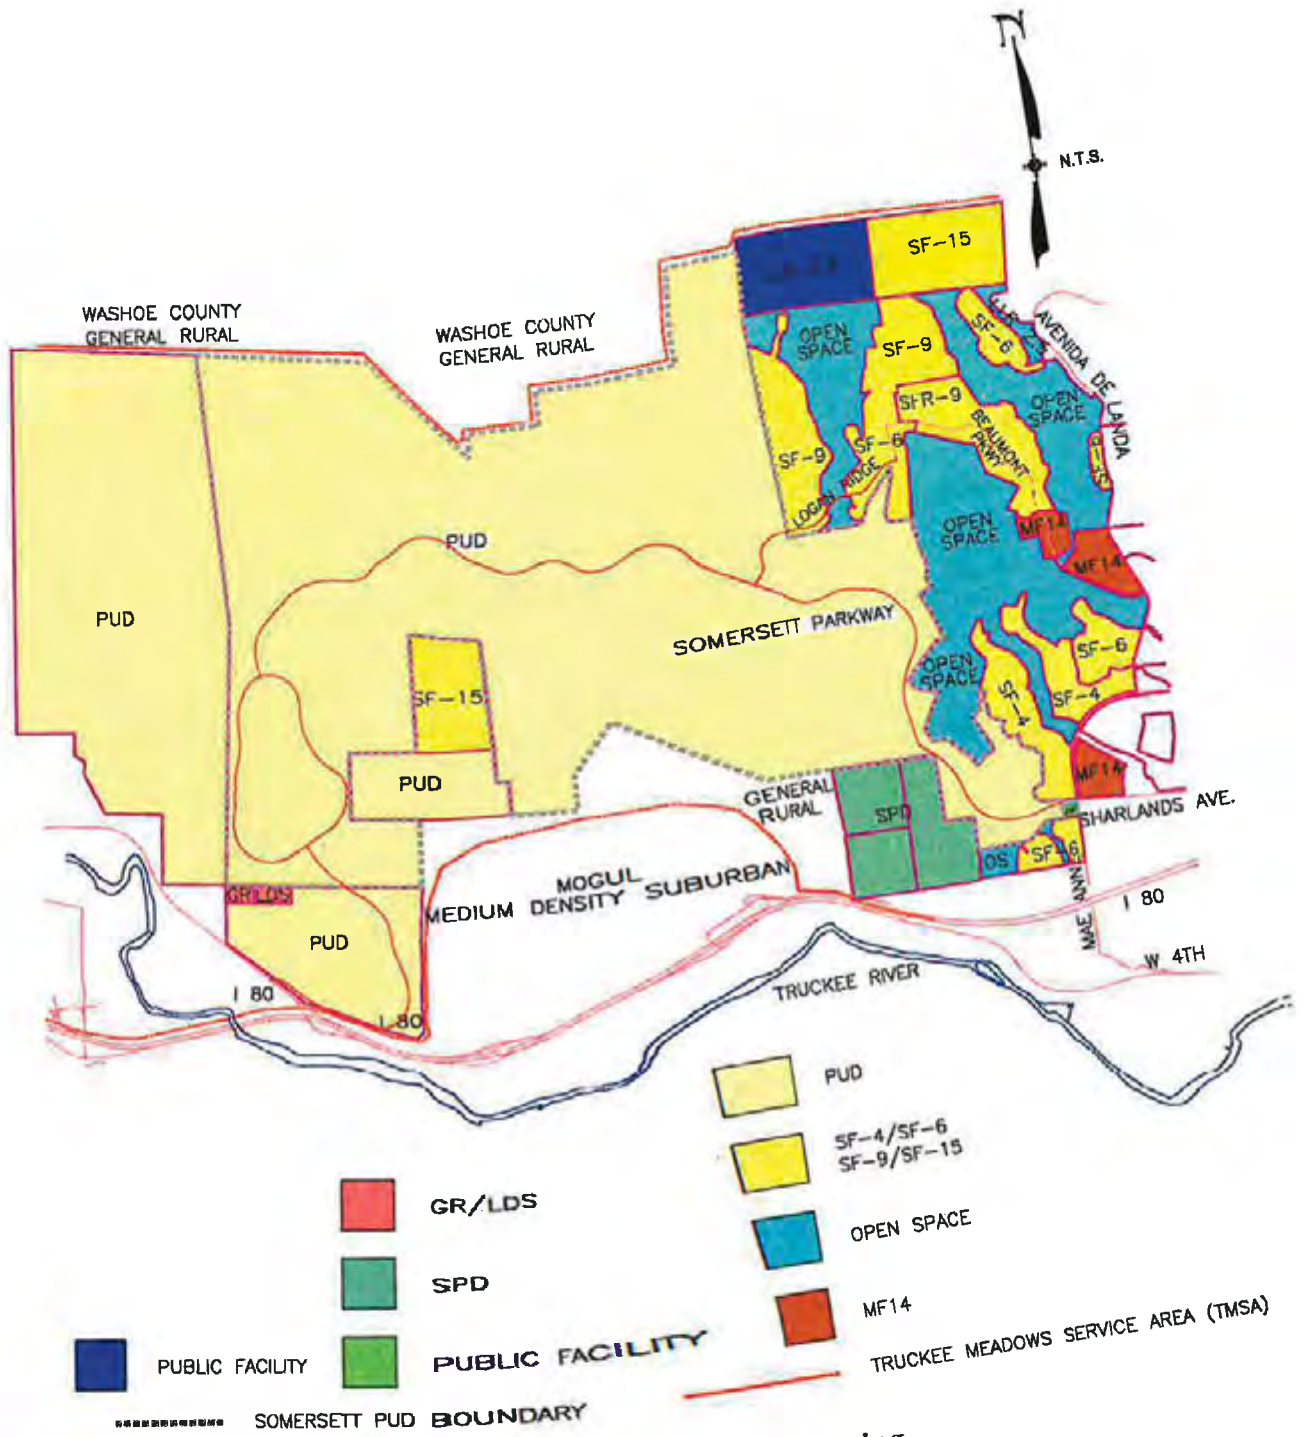 N
N.T.S.
SF-15
WASHOE COUNTY
GENERAL RURAL
WASHOE COUNTY
GENERAL RURAL
OPEN
SPACE
SF-9
SF-6
AVENIDA DE LANDA
SFR-9
OPEN
SPACE
BEAUMONT
PKWY
SF-6
SF-9
LOGAN RIDGE
OPEN
SPACE
MF14
MF14
PUD
PUD
SOMERSETT PARKWAY
SF-6
OPEN
SPACE
SF-15
SF-4
SF-4
PUD
MF14
GENERAL
RURAL
SPD
SHARLANDS AVE.
OS
SF-6
MAE ANN
MOGUL
MEDIUM DENSITY SUBURBAN
GR/LDS
PUD
I 80
W 4TH
I 80
I 80
TRUCKEE RIVER
PUD
SF-4/SF-6
SF-9/SF-15
GR/LDS
OPEN SPACE
SPD
MF14
PUBLIC FACILITY
PUBLIC FACILITY
TRUCKEE MEADOWS SERVICE AREA (TMSA)
SOMERSETT PUD BOUNDARY